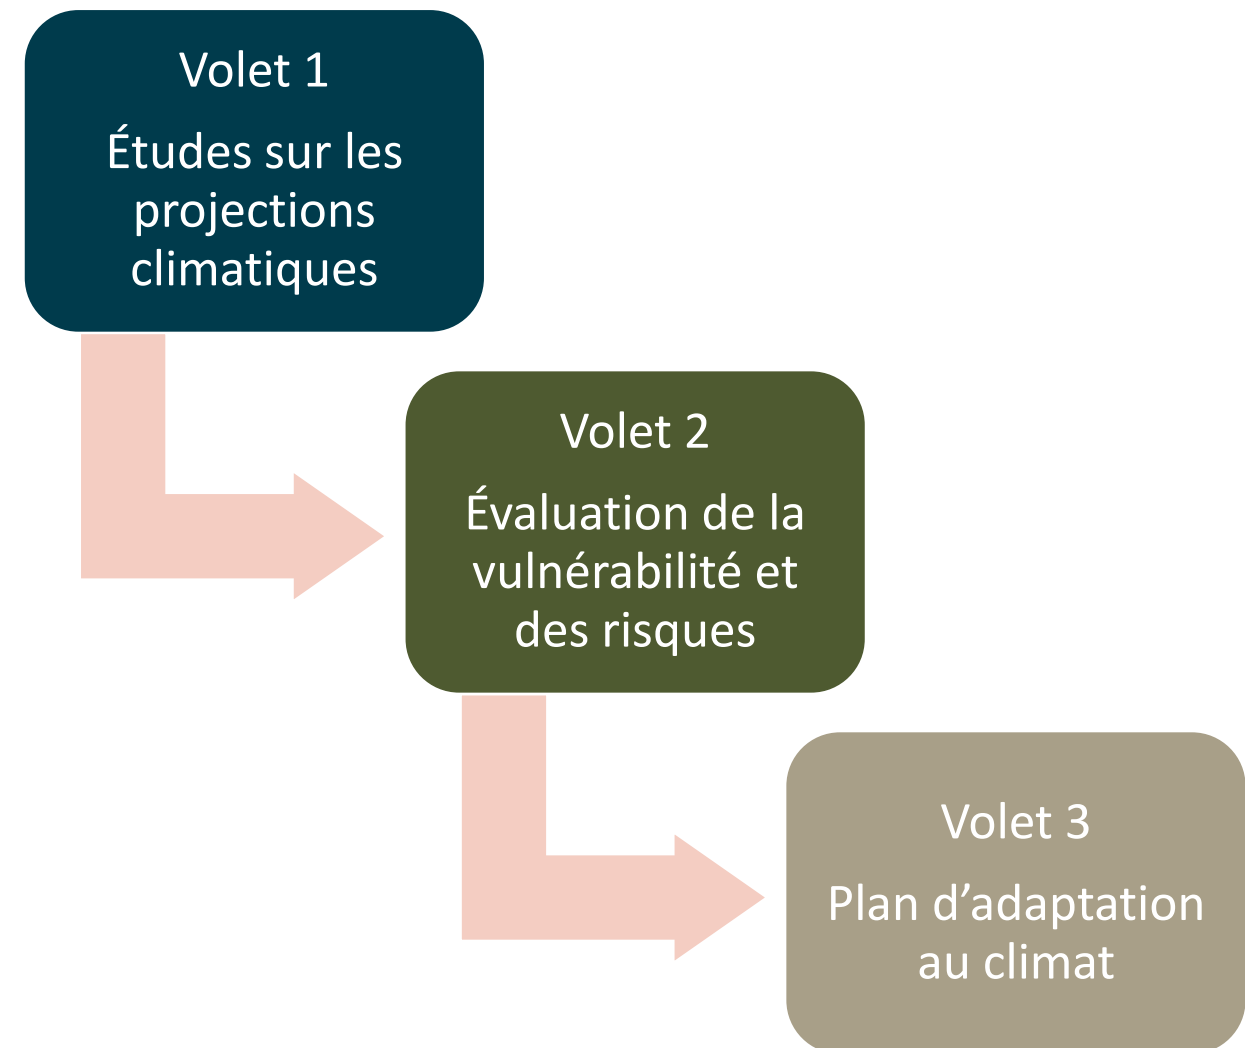 Volet 1
Études sur les
projections
climatiques
Volet 2
Évaluation de la
vulnérabilité et
des risques
Volet 3
Plan d’adaptation
au climat